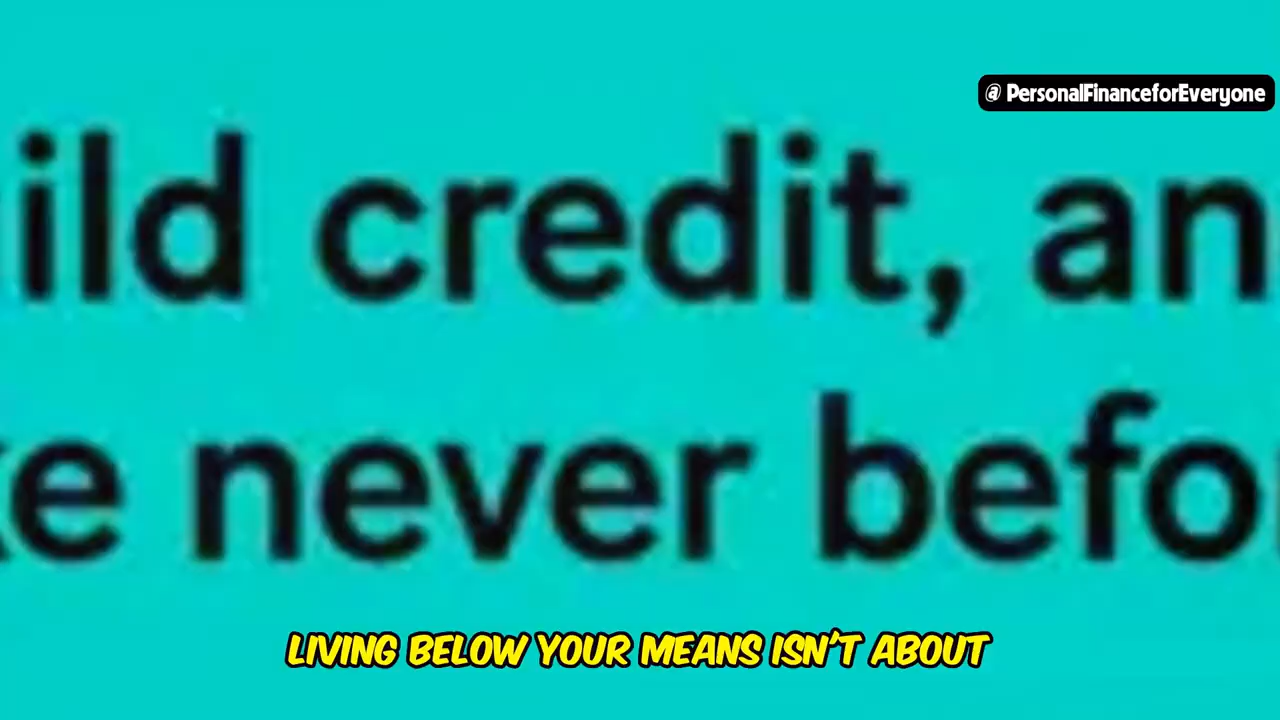 @ PersonalFinanceforEveryone
ild credit, an
e never befo
LIVING BELOW YOUR MEANS ISN'T ABOUT